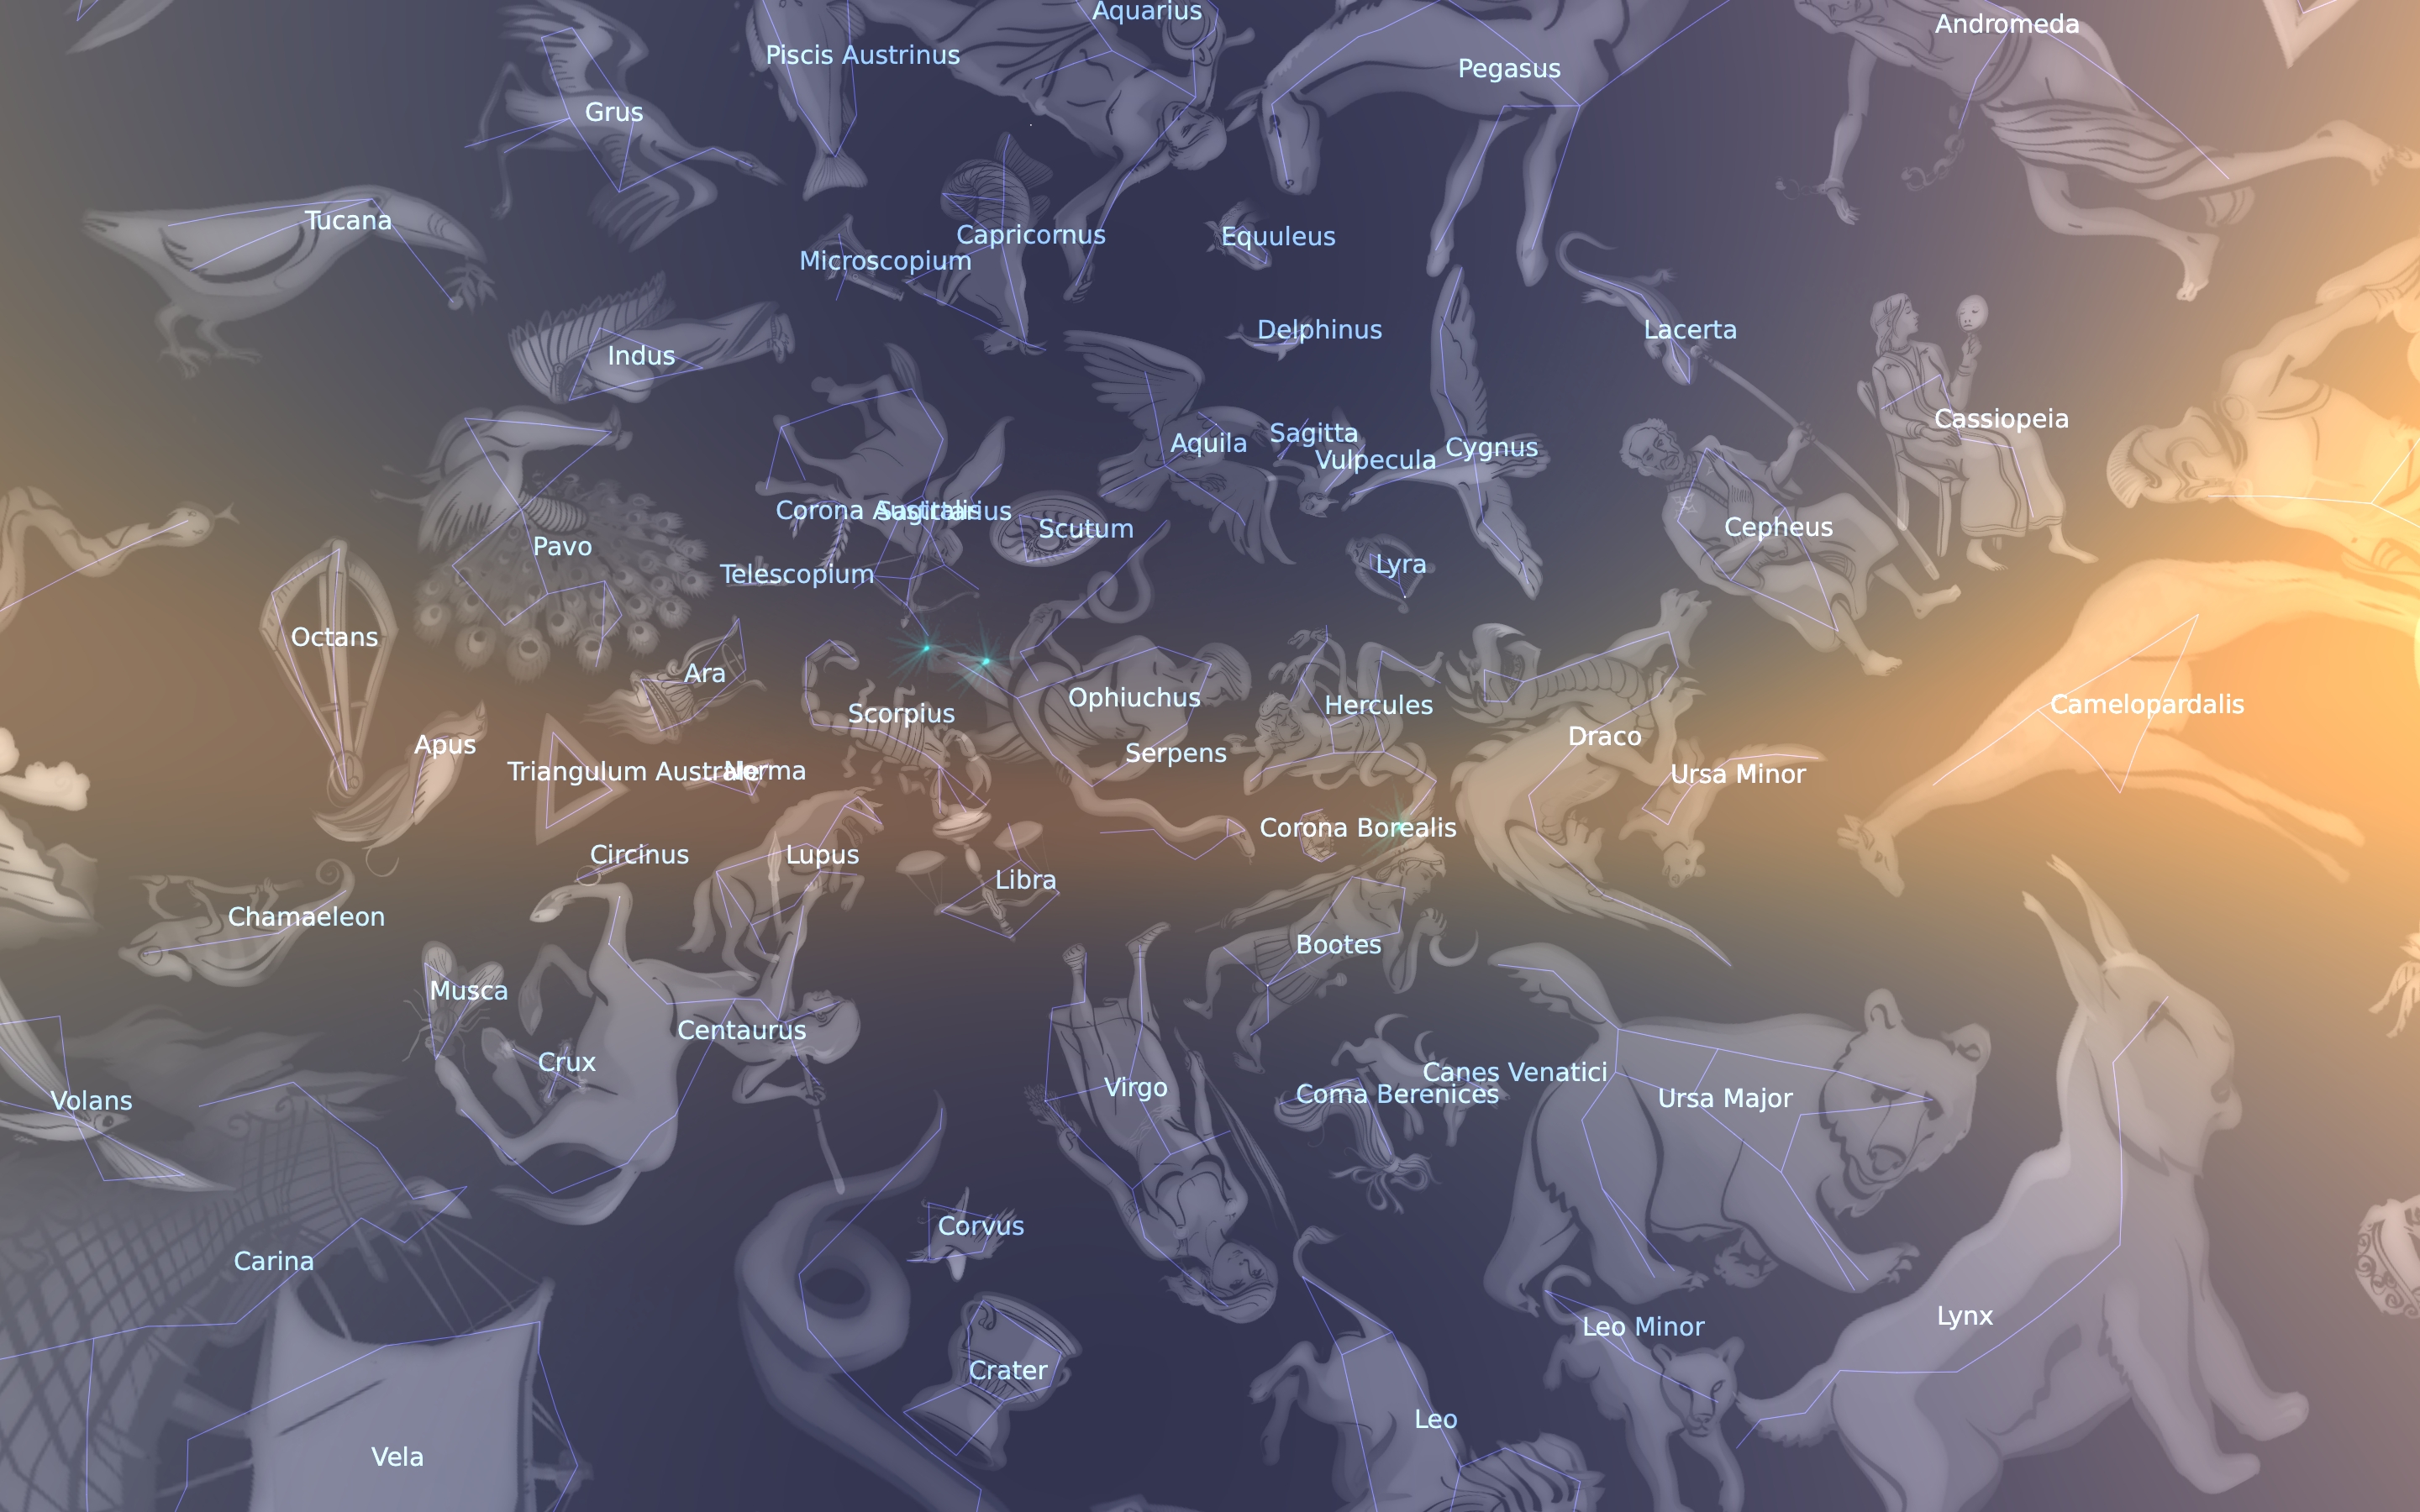 Aquarius
Andromeda
Piscis Austrinus
Pegasus
Grus
Tucana
Capricornus
Equuleus
Microscopium
Delphinus
Lacerta
Indus
Cassiopeia
Sagitta
Aquila
Cygnus
Vulpecula
Corona Australis
Sagittarius
Scutum
Cepheus
Pavo
Lyra
Telescopium
Octans
Ara
Ophiuchus
Hercules
Camelopardalis
Scorpius
Draco
Apus
Serpens
Triangulum Australe
Norma
Ursa Minor
Corona Borealis
Circinus
Lupus
Libra
Chamaeleon
Bootes
Musca
Centaurus
Crux
Canes Venatici
Virgo
Coma Berenices
Ursa Major
Volans
Corvus
Carina
Lynx
Leo Minor
Crater
Leo
Vela